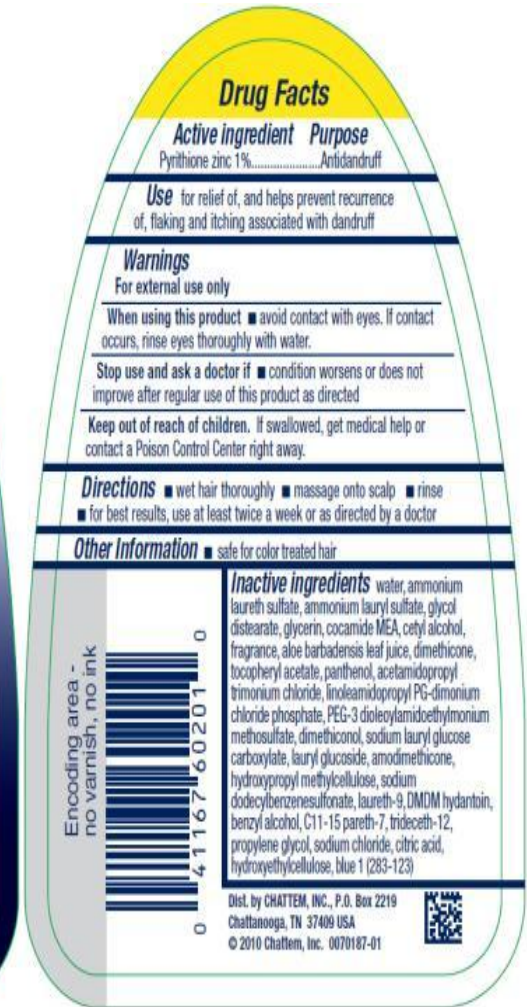 Drug Facts
Active ingredient Purpose
Pyrithione zinc 1%......................Antidandruff
Use for relief of, and helps prevent recurrence
of, flaking and itching associated with dandruff
Warnings
For external use only
When using this product ■ avoid contact with eyes. If contact
occurs, rinse eyes thoroughly with water.
Stop use and ask a doctor if ■ condition worsens or does not
improve after regular use of this product as directed
Keep out of reach of children. If swallowed, get medical help or
contact a Poison Control Center right away.
Directions ■ wet hair thoroughly ■ massage onto scalp ■ rinse
■ for best results, use at least twice a week or as directed by a doctor
Other Information ■ safe for color treated hair
Encoding area -
no varnish, no ink
0 41167 60201 0
Inactive ingredients water, ammonium
laureth sulfate, ammonium lauryl sulfate, glycol
distearate, glycerin, cocamide MEA, cetyl alcohol,
fragrance, aloe barbadensis leaf juice, dimethicone,
tocopheryl acetate, panthenol, acetamidopropyl
trimonium chloride, linoleamidopropyl PG-dimonium
chloride phosphate, PEG-3 dioleoylamidoethylmonium
methosulfate, dimethiconol, sodium lauryl glucose
carboxylate, lauryl glucoside, amodimethicone,
hydroxypropyl methylcellulose, sodium
dodecylbenzenesulfonate, laureth-9, DMDM hydantoin,
benzyl alcohol, C11-15 pareth-7, trideceth-12,
propylene glycol, sodium chloride, citric acid,
hydroxyethylcellulose, blue 1 (283-123)
Dist. by CHATTEM, INC., P.O. Box 2219
Chattanooga, TN 37409 USA
© 2010 Chattem, Inc. 0070187-01